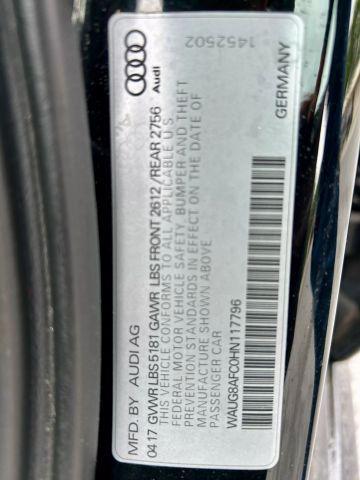 MFD. BY AUDI AG
0417 GVWR LBS 5181 GAWR LBS FRONT 2612 /REAR 2756
THIS VEHICLE CONFORMS TO ALL APPLICABLE U.S.
FEDERAL MOTOR VEHICLE SAFETY, BUMPER AND THEFT
PREVENTION STANDARDS IN EFFECT ON THE DATE OF
MANUFACTURE SHOWN ABOVE
PASSENGER CAR
WAUG8AFC0HN117796
Audi
GERMANY
1452502